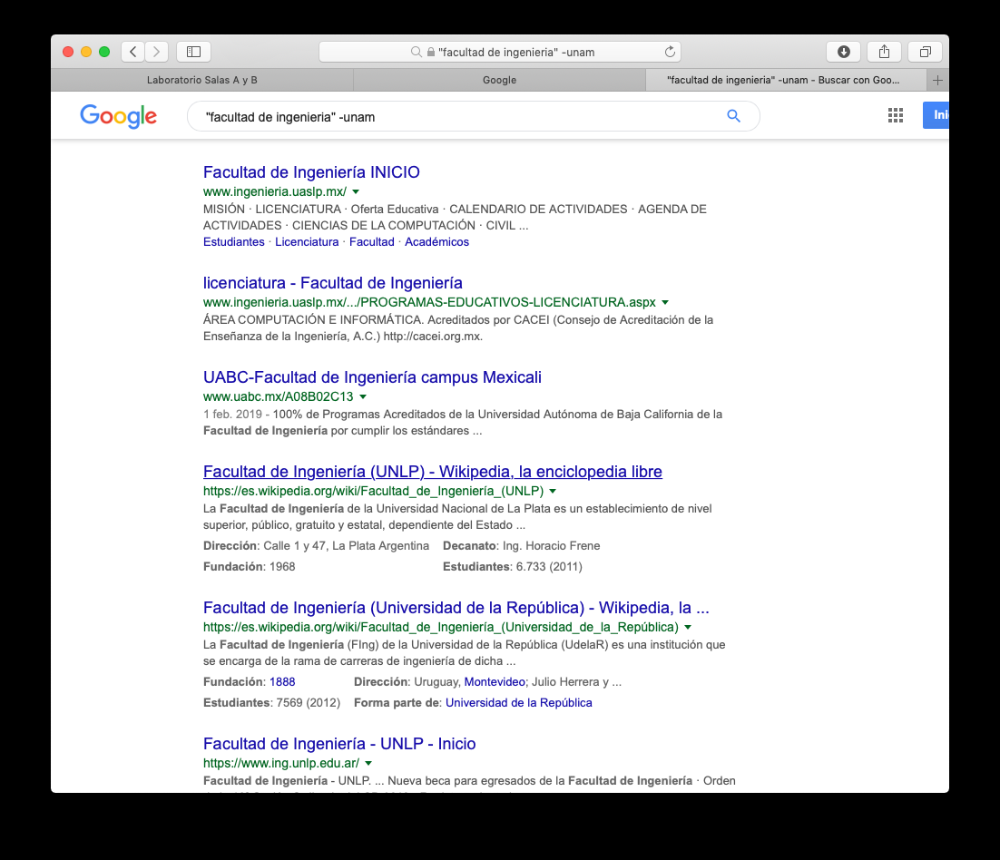 "facultad de ingenieria" -unam
Laboratorio Salas A y B
Google
"facultad de ingenieria" -unam - Buscar con Goo...
Google
"facultad de ingenieria" -unam
Facultad de Ingeniería INICIO
www.ingenieria.uaslp.mx/
MISIÓN · LICENCIATURA · Oferta Educativa · CALENDARIO DE ACTIVIDADES · AGENDA DE
ACTIVIDADES · CIENCIAS DE LA COMPUTACIÓN · CIVIL ...
Estudiantes · Licenciatura · Facultad · Académicos
licenciatura - Facultad de Ingeniería
www.ingenieria.uaslp.mx/.../PROGRAMAS-EDUCATIVOS-LICENCIATURA.aspx
ÁREA COMPUTACIÓN E INFORMÁTICA. Acreditados por CACEI (Consejo de Acreditación de la
Enseñanza de la Ingeniería, A.C.) http://cacei.org.mx.
UABC-Facultad de Ingeniería campus Mexicali
www.uabc.mx/A08B02C13
1 feb. 2019 - 100% de Programas Acreditados de la Universidad Autónoma de Baja California de la
Facultad de Ingeniería por cumplir los estándares ...
Facultad de Ingeniería (UNLP) - Wikipedia, la enciclopedia libre
https://es.wikipedia.org/wiki/Facultad_de_Ingeniería_(UNLP)
La Facultad de Ingeniería de la Universidad Nacional de La Plata es un establecimiento de nivel
superior, público, gratuito y estatal, dependiente del Estado ...
Dirección: Calle 1 y 47, La Plata Argentina Decanato: Ing. Horacio Frene
Fundación: 1968 Estudiantes: 6.733 (2011)
Facultad de Ingeniería (Universidad de la República) - Wikipedia, la ...
https://es.wikipedia.org/wiki/Facultad_de_Ingeniería_(Universidad_de_la_República)
La Facultad de Ingeniería (FIng) de la Universidad de la República (UdelaR) es una institución que
se encarga de la rama de carreras de ingeniería de dicha ...
Fundación: 1888 Dirección: Uruguay, Montevideo; Julio Herrera y ...
Estudiantes: 7569 (2012) Forma parte de: Universidad de la República
Facultad de Ingeniería - UNLP - Inicio
https://www.ing.unlp.edu.ar/
Facultad de Ingeniería - UNLP. ... Nueva beca para egresados de la Facultad de Ingeniería · Orden